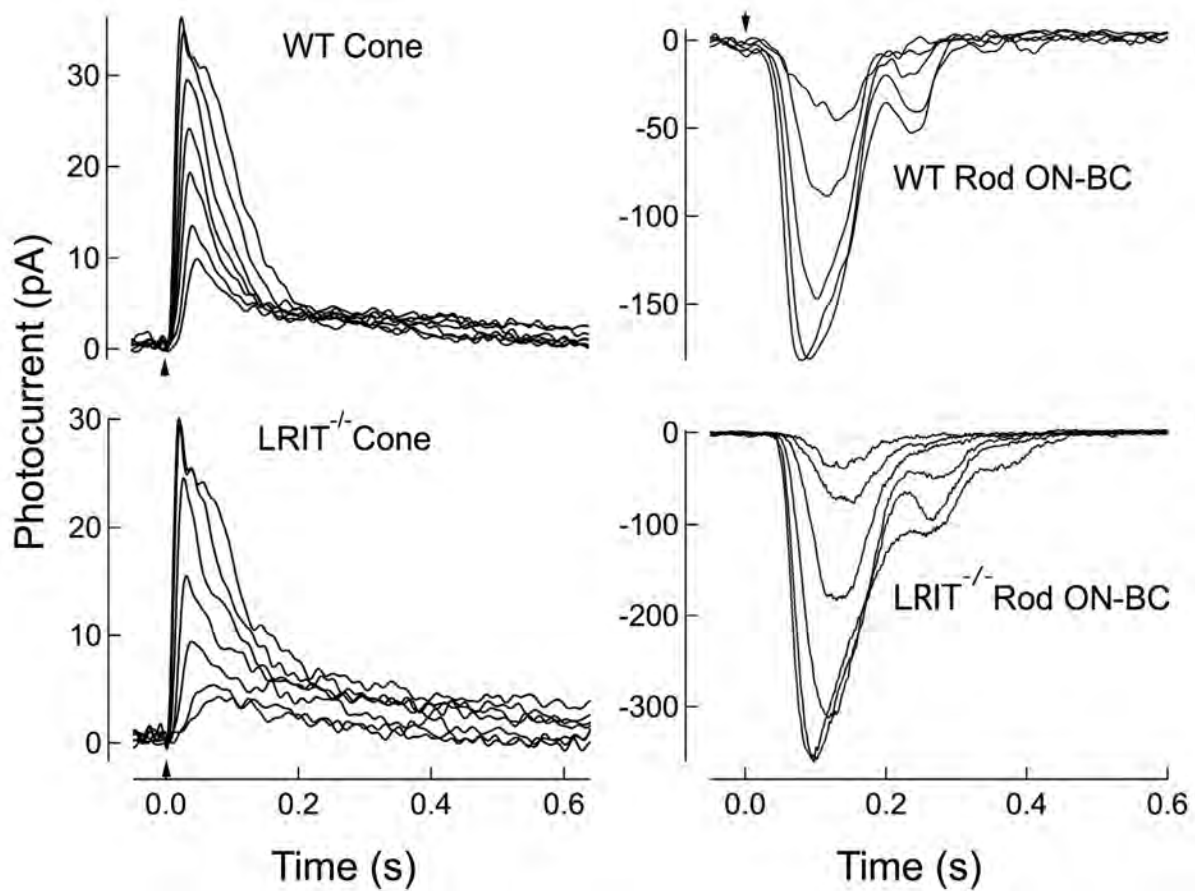 WT Cone
30
20
10
0
0
-50
-100
-150
WT Rod ON-BC
Photocurrent (pA)
LRIT-/- Cone
30
20
10
0
0
-100
-200
-300
LRIT-/- Rod ON-BC
0.0 0.2 0.4 0.6
0.0 0.2 0.4 0.6
Time (s)
Time (s)